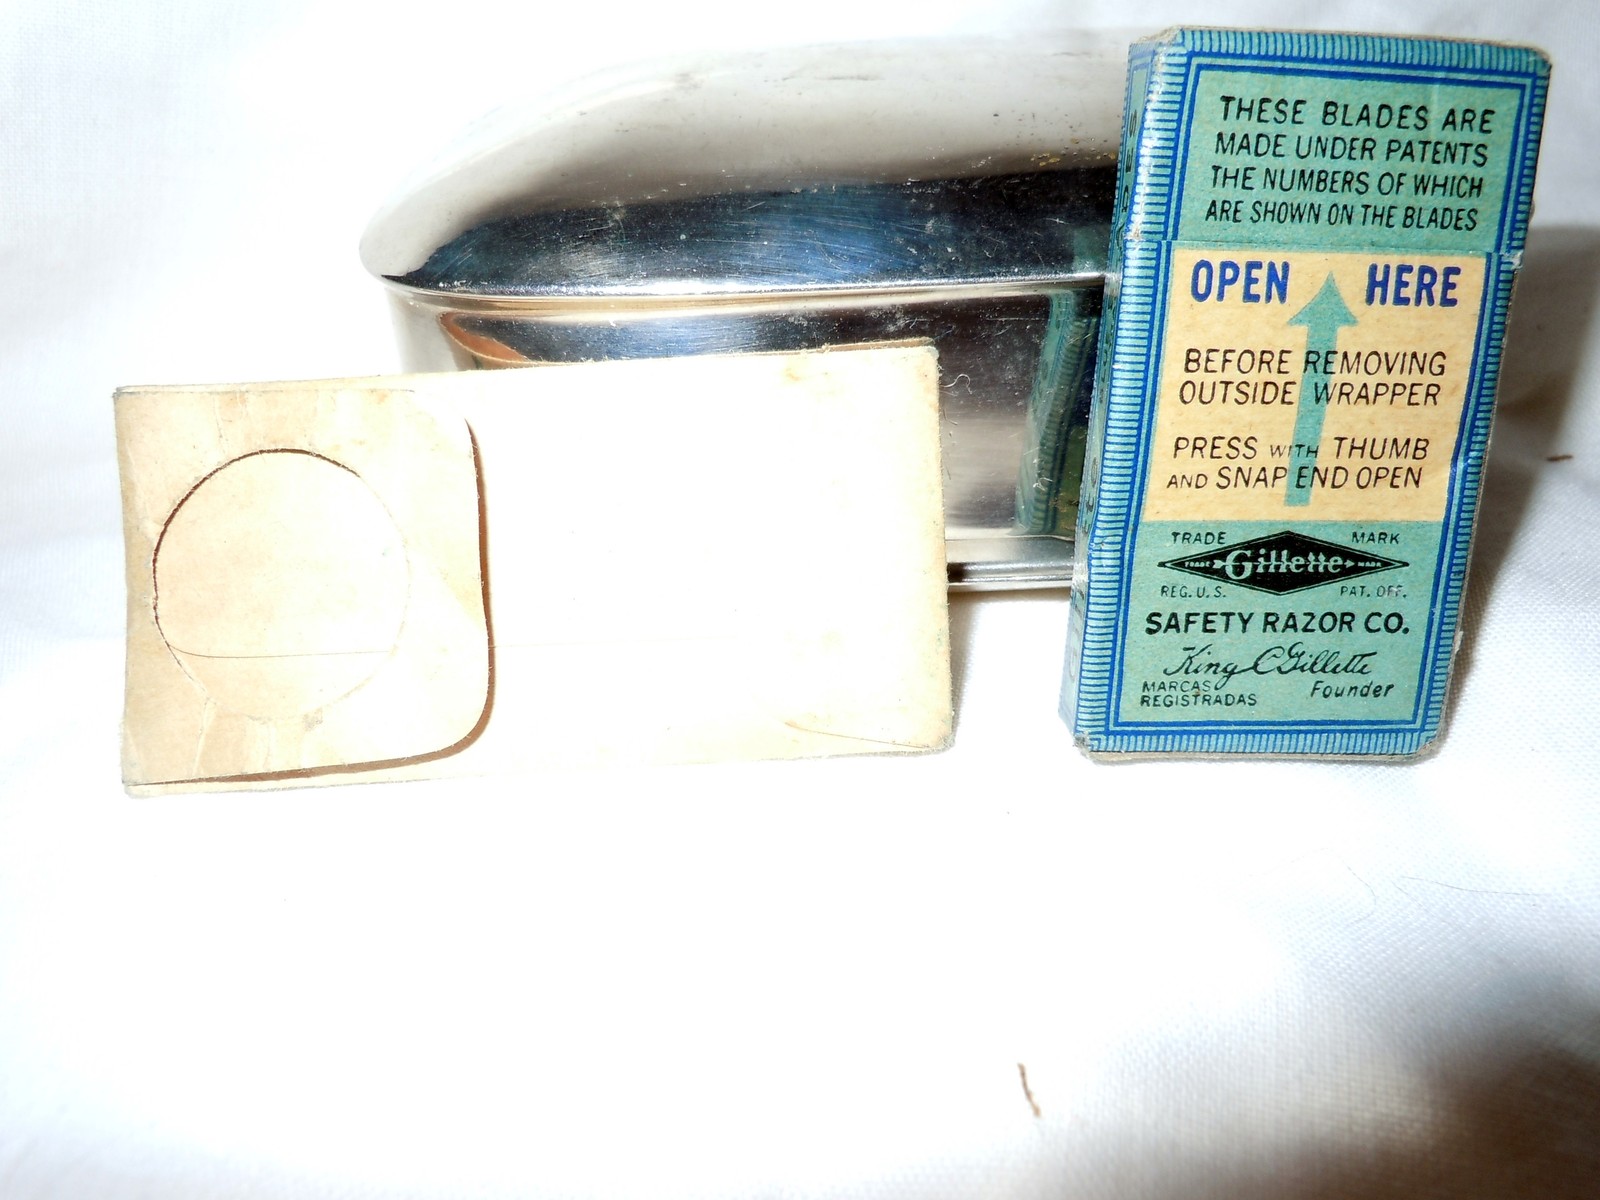 THESE BLADES ARE
MADE UNDER PATENTS
THE NUMBERS OF WHICH
ARE SHOWN ON THE BLADES
OPEN HERE
BEFORE REMOVING
OUTSIDE WRAPPER
PRESS WITH THUMB
AND SNAP END OPEN
TRADE MARK
TRADE Gillette MARK
REG. U. S. PAT. OFF.
SAFETY RAZOR CO.
King C Gillette
MARCAS Founder
REGISTRADAS